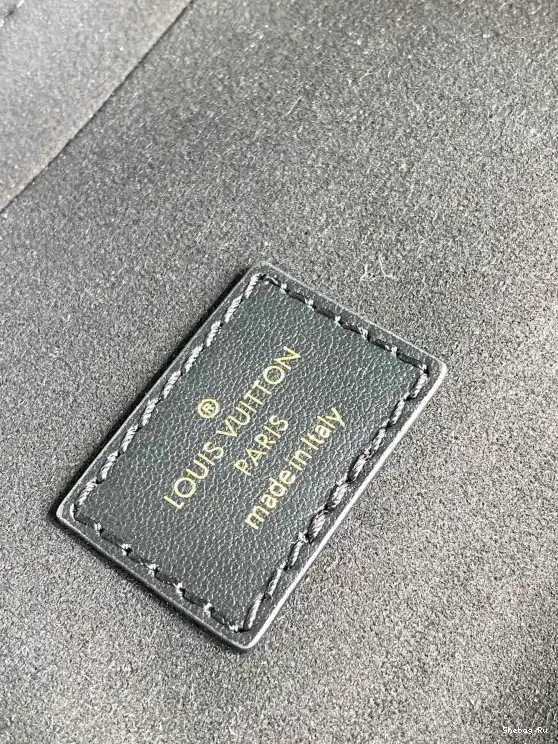 ®
LOUIS VUITTON
PARIS
made in Italy
Shebag.Ru